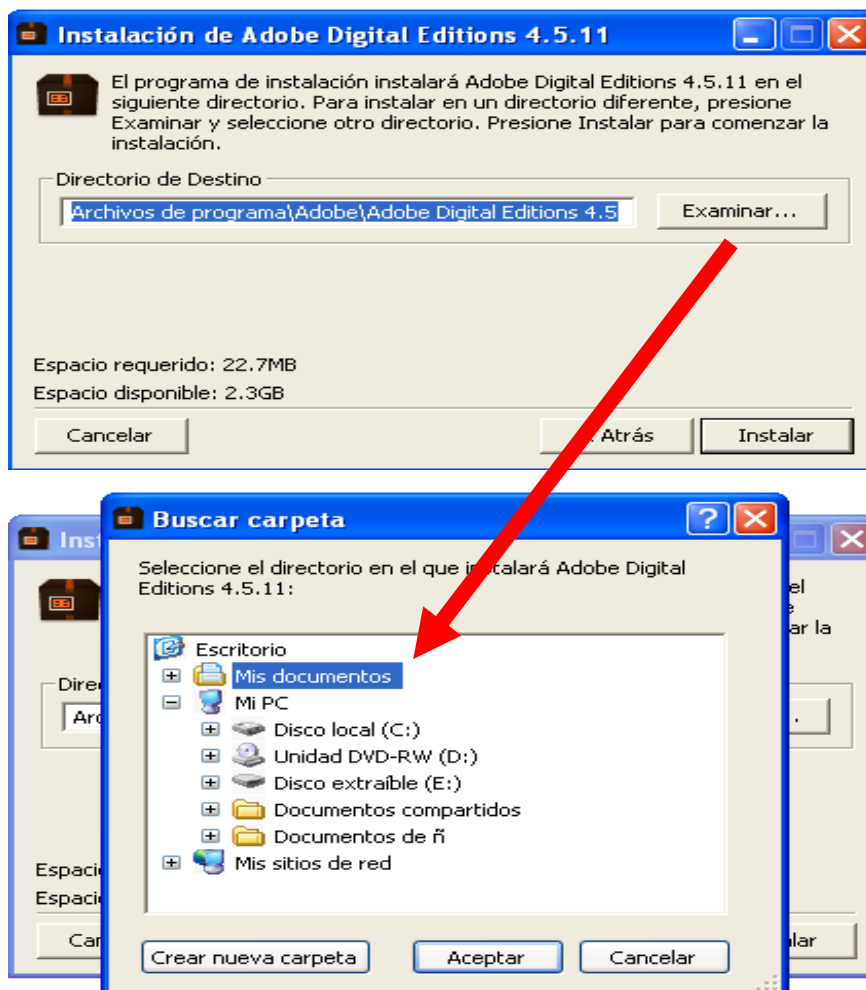 Instalación de Adobe Digital Editions 4.5.11
El programa de instalación instalará Adobe Digital Editions 4.5.11 en el
siguiente directorio. Para instalar en un directorio diferente, presione
Examinar y seleccione otro directorio. Presione Instalar para comenzar la
instalación.
Directorio de Destino
Archivos de programa\Adobe\Adobe Digital Editions 4.5
Examinar...
Espacio requerido: 22.7MB
Espacio disponible: 2.3GB
Cancelar
Atrás
Instalar
Buscar carpeta
Seleccione el directorio en el que instalará Adobe Digital
Editions 4.5.11:
el
ar la
Escritorio
Mis documentos
Mi PC
Disco local (C:)
Unidad DVD-RW (D:)
Disco extraíble (E:)
Documentos compartidos
Documentos de ñ
Mis sitios de red
Crear nueva carpeta
Aceptar
Cancelar